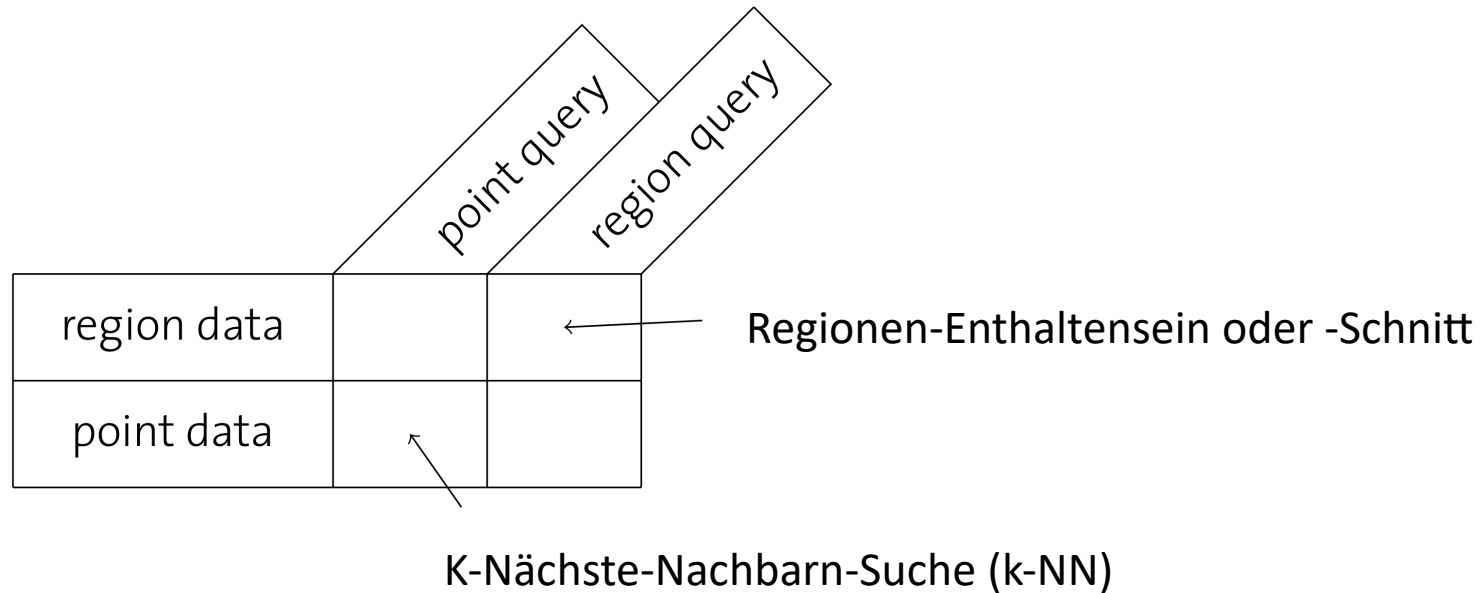 point query
region query
region data
Regionen-Enthaltensein oder -Schnitt
point data
K-Nächste-Nachbarn-Suche (k-NN)